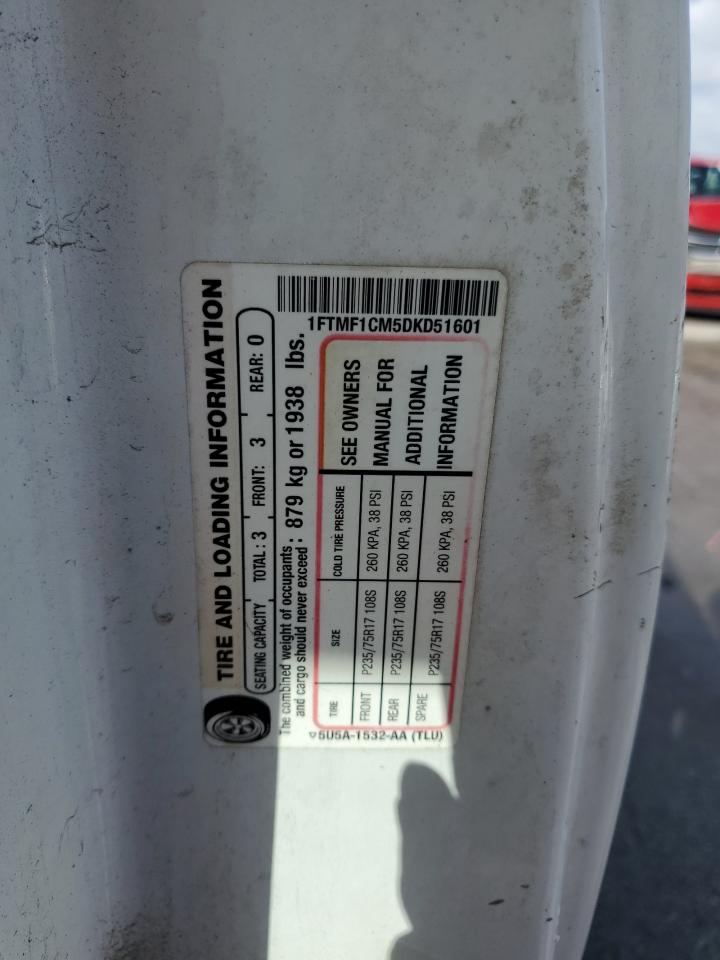 TIRE AND LOADING INFORMATION
SEATING CAPACITY TOTAL: 3 FRONT: 3 REAR: 0
The combined weight of occupants
and cargo should never exceed : 879 kg or 1938 lbs.
1FTMF1CM5DKD51601
TIRE SIZE COLD TIRE PRESSURE
FRONT P235/75R17 108S 260 KPA, 38 PSI
REAR P235/75R17 108S 260 KPA, 38 PSI
SPARE P235/75R17 108S 260 KPA, 38 PSI
SEE OWNERS
MANUAL FOR
ADDITIONAL
INFORMATION
5U5A-1532-AA (TLU)